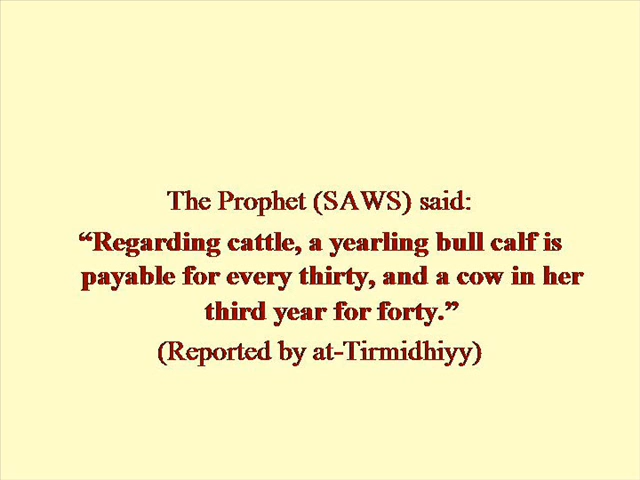 The Prophet (SAWS) said:
“Regarding cattle, a yearling bull calf is
payable for every thirty, and a cow in her
third year for forty.”
(Reported by at-Tirmidhiyy)